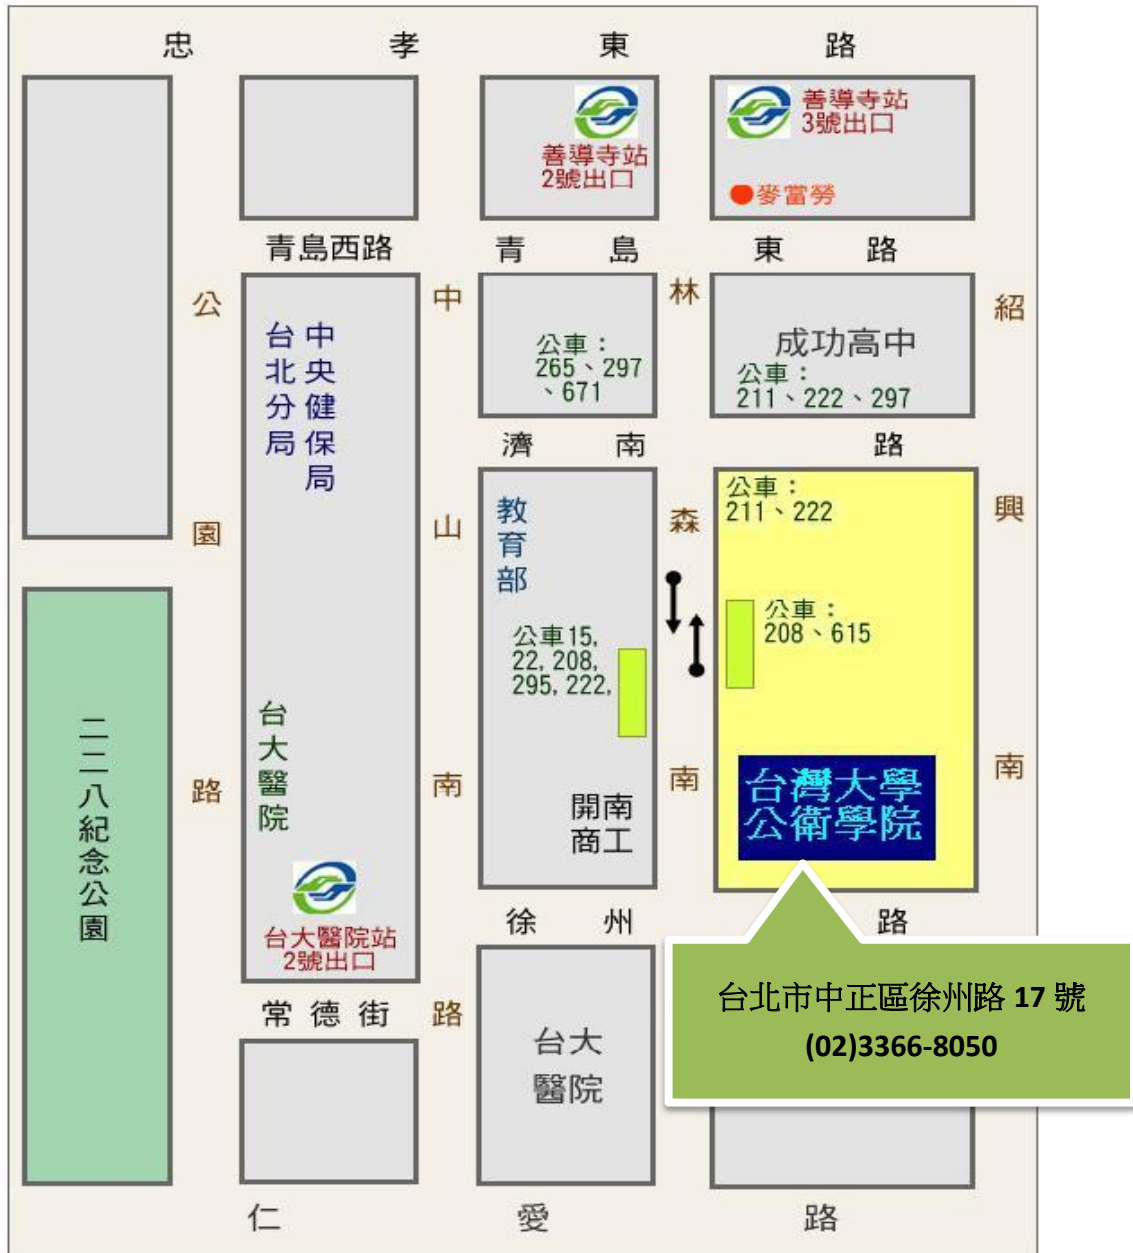 忠孝東路
善導寺站
2號出口
善導寺站
3號出口
麥當勞
青島西路
青島東路
公園路
中山南路
林森南路
紹興南
中央健保局
台北分局
公車：
265、297
、671
成功高中
公車：
211、222、297
濟南路
教育部
公車：
211、222
公車15,
22, 208,
295, 222,
公車：
208、615
台大醫院
二二八紀念公園
開南
商工
台灣大學
公衛學院
台大醫院站
2號出口
徐州路
常德街
台北市中正區徐州路 17 號
(02)3366-8050
台大
醫院
仁愛路